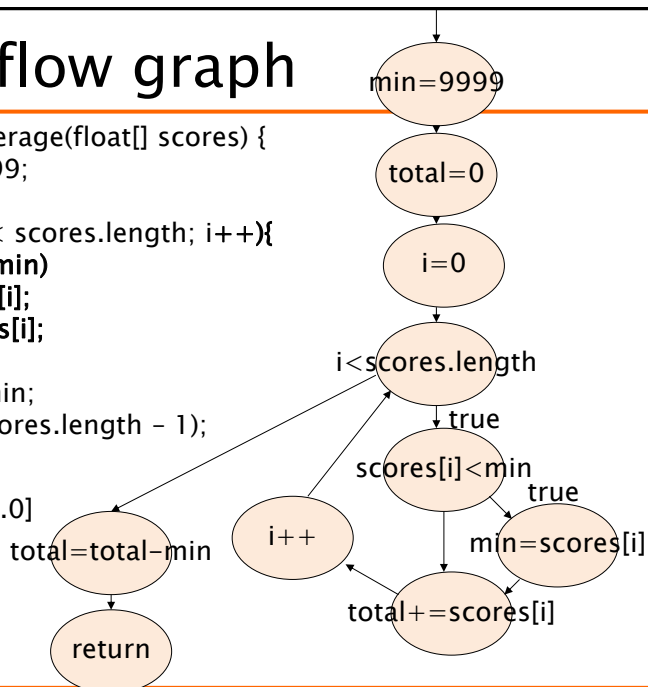 flow graph
erage(float[] scores) {
99;
< scores.length; i++){
min)
[i];
s[i];
in;
ores.length – 1);
.0]
min=9999
total=0
i=0
i<scores.length
true
scores[i]<min
true
min=scores[i]
total+=scores[i]
i++
total=total-min
return